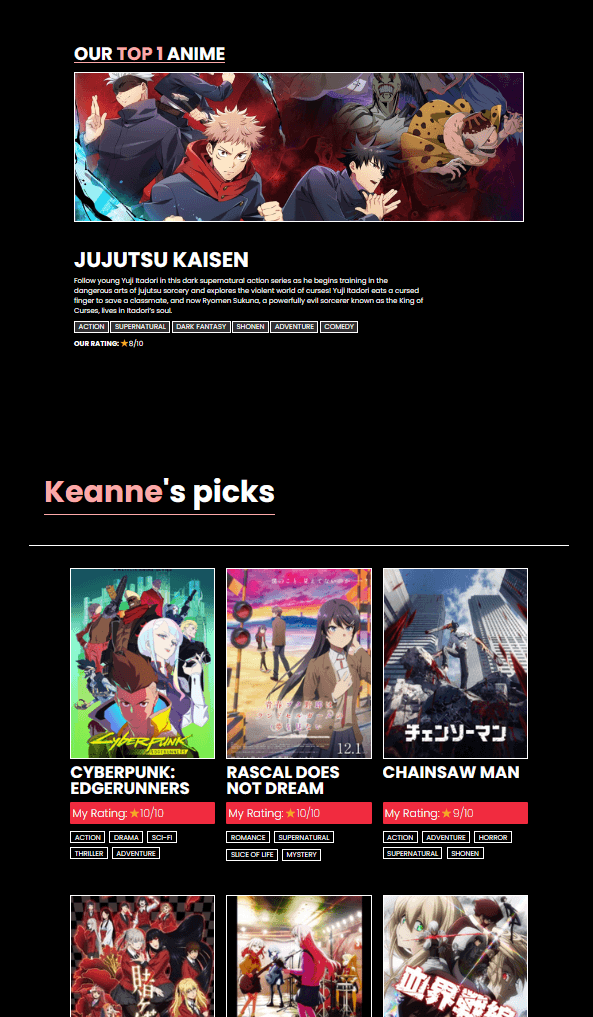 OUR TOP 1 ANIME
JUJUTSU KAISEN
Follow young Yuji Itadori in this dark supernatural action series as he begins training in the
dangerous arts of jujutsu sorcery and explores the violent world of curses! Yuji Itadori eats a cursed
finger to save a classmate, and now Ryomen Sukuna, a powerfully evil sorcerer known as the King of
Curses, lives in Itadori's soul.
ACTION SUPERNATURAL DARK FANTASY SHONEN ADVENTURE COMEDY
OUR RATING: ★8/10
Keanne's picks
CYBERPUNK
EDGERUNNERS
12.1
チェンソーマン
CYBERPUNK:
EDGERUNNERS
My Rating: ★10/10
ACTION DRAMA SCI-FI
THRILLER ADVENTURE
RASCAL DOES
NOT DREAM
My Rating: ★10/10
ROMANCE SUPERNATURAL
SLICE OF LIFE MYSTERY
CHAINSAW MAN
My Rating: ★9/10
ACTION ADVENTURE HORROR
SUPERNATURAL SHONEN
血界戦線